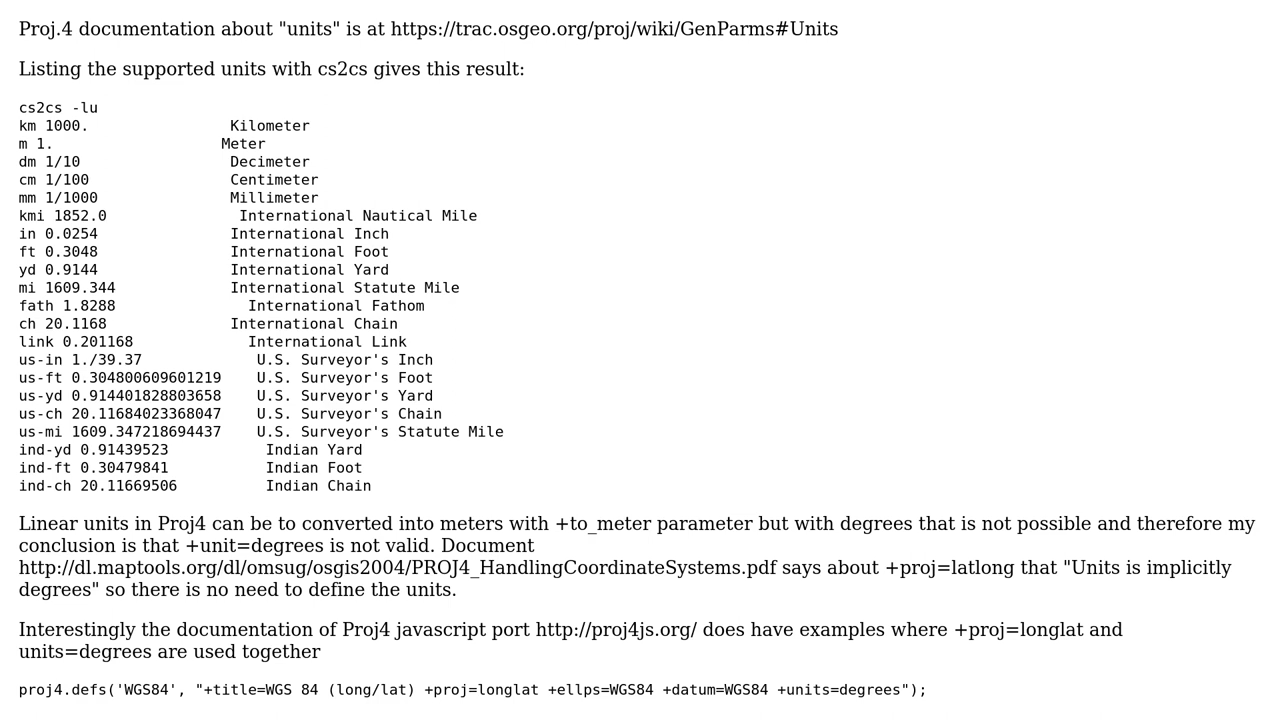 Proj.4 documentation about "units" is at https://trac.osgeo.org/proj/wiki/GenParms#Units
Listing the supported units with cs2cs gives this result:
cs2cs -lu
km 1000.                Kilometer
m 1.                   Meter
dm 1/10                 Decimeter
cm 1/100                Centimeter
mm 1/1000               Millimeter
kmi 1852.0               International Nautical Mile
in 0.0254               International Inch
ft 0.3048               International Foot
yd 0.9144               International Yard
mi 1609.344             International Statute Mile
fath 1.8288               International Fathom
ch 20.1168              International Chain
link 0.201168             International Link
us-in 1./39.37             U.S. Surveyor's Inch
us-ft 0.304800609601219    U.S. Surveyor's Foot
us-yd 0.914401828803658    U.S. Surveyor's Yard
us-ch 20.11684023368047    U.S. Surveyor's Chain
us-mi 1609.347218694437    U.S. Surveyor's Statute Mile
ind-yd 0.91439523           Indian Yard
ind-ft 0.30479841           Indian Foot
ind-ch 20.11669506          Indian Chain
Linear units in Proj4 can be to converted into meters with +to_meter parameter but with degrees that is not possible and therefore my
conclusion is that +unit=degrees is not valid. Document
http://dl.maptools.org/dl/omsug/osgis2004/PROJ4_HandlingCoordinateSystems.pdf says about +proj=latlong that "Units is implicitly
degrees" so there is no need to define the units.
Interestingly the documentation of Proj4 javascript port http://proj4js.org/ does have examples where +proj=longlat and
units=degrees are used together
proj4.defs('WGS84', "+title=WGS 84 (long/lat) +proj=longlat +ellps=WGS84 +datum=WGS84 +units=degrees");